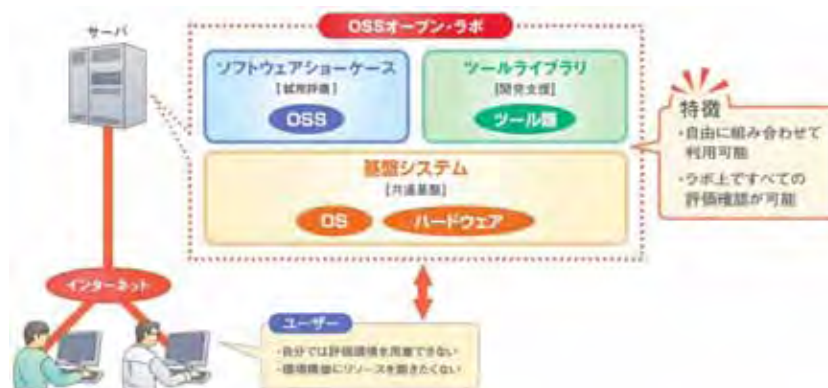 サーバ
OSSオープン・ラボ
ソフトウェアショーケース
[試用評価]
OSS
ツールライブラリ
[開発支援]
ツール類
基盤システム
[共通基盤]
OS
ハードウェア
特徴
・自由に組み合わせて
利用可能
・ラボ上ですべての
評価確認が可能
インターネット
ユーザー
・自分では評価環境を用意できない
・環境構築にリソースを割きたくない